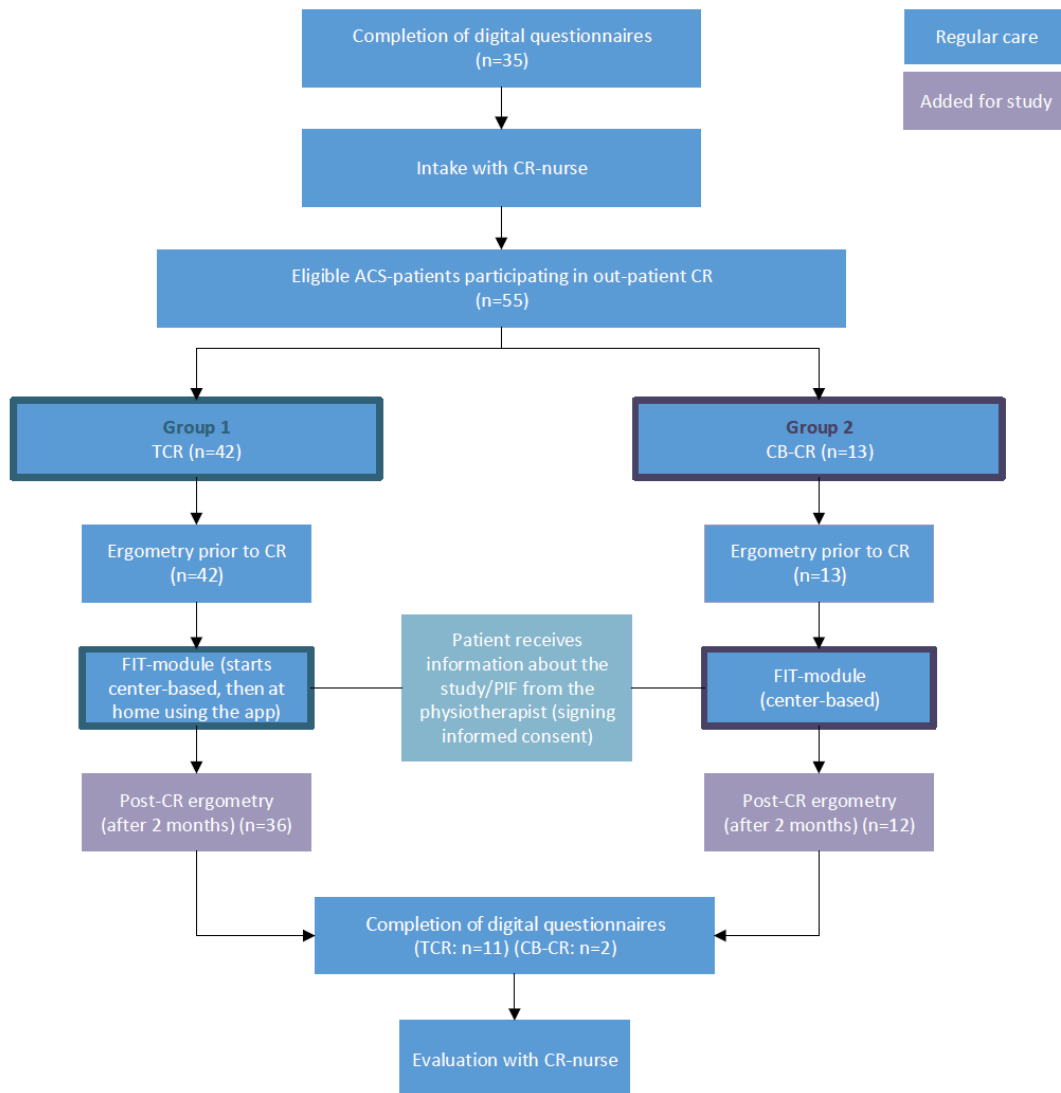 Completion of digital questionnaires
(n=35)
Regular care
Added for study
Intake with CR-nurse
Eligible ACS-patients participating in out-patient CR
(n=55)
Group 1
TCR (n=42)
Group 2
CB-CR (n=13)
Ergometry prior to CR
(n=42)
Ergometry prior to CR
(n=13)
FIT-module (starts
center-based, then at
home using the app)
Patient receives
information about the
study/PIF from the
physiotherapist (signing
informed consent)
FIT-module
(center-based)
Post-CR ergometry
(after 2 months) (n=36)
Post-CR ergometry
(after 2 months) (n=12)
Completion of digital questionnaires
(TCR: n=11) (CB-CR: n=2)
Evaluation with CR-nurse